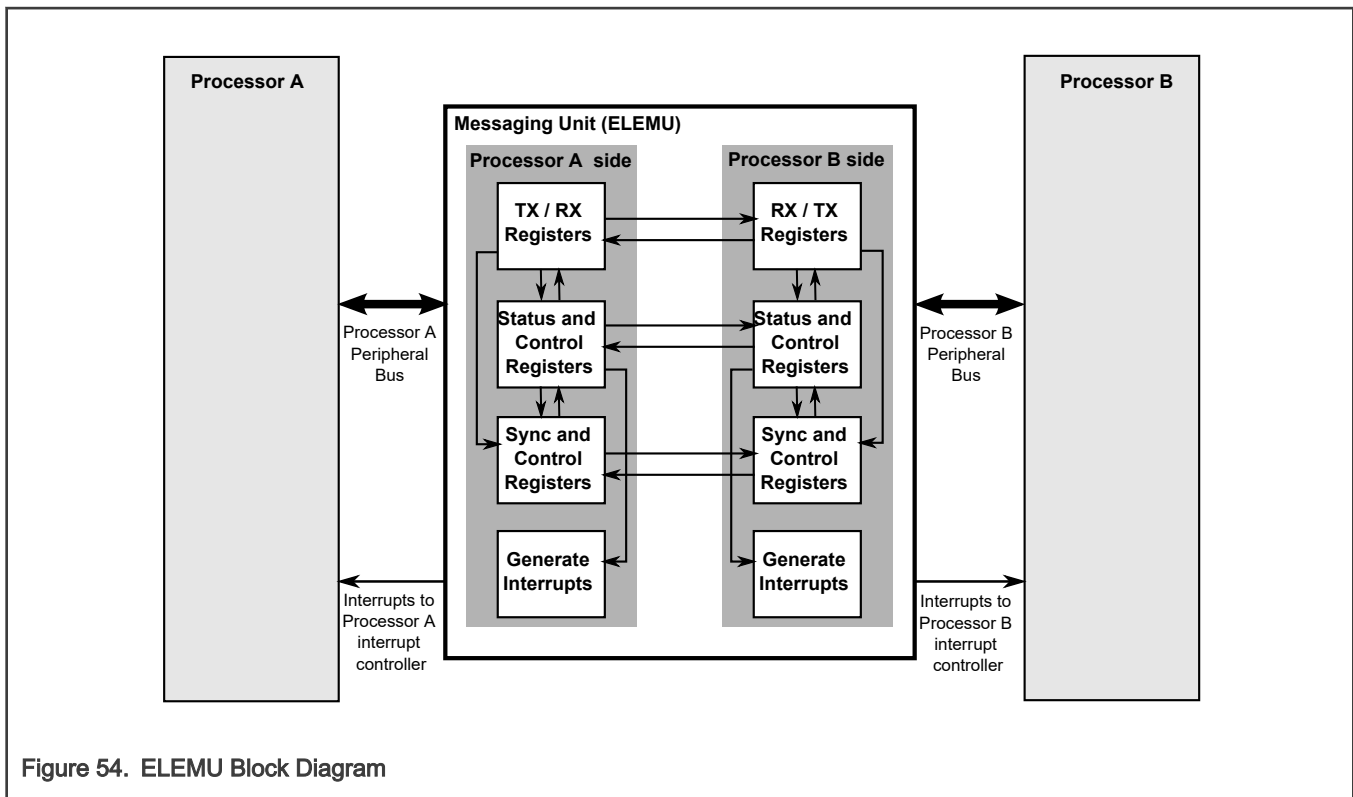 Processor A
Processor B
Messaging Unit (ELEMU)
Processor A side
Processor B side
TX / RX
Registers
RX / TX
Registers
Status and
Control
Registers
Status and
Control
Registers
Processor A
Peripheral
Bus
Processor B
Peripheral
Bus
Sync and
Control
Registers
Sync and
Control
Registers
Generate
Interrupts
Generate
Interrupts
Interrupts to
Processor A
interrupt
controller
Interrupts to
Processor B
interrupt
controller
Figure 54. ELEMU Block Diagram